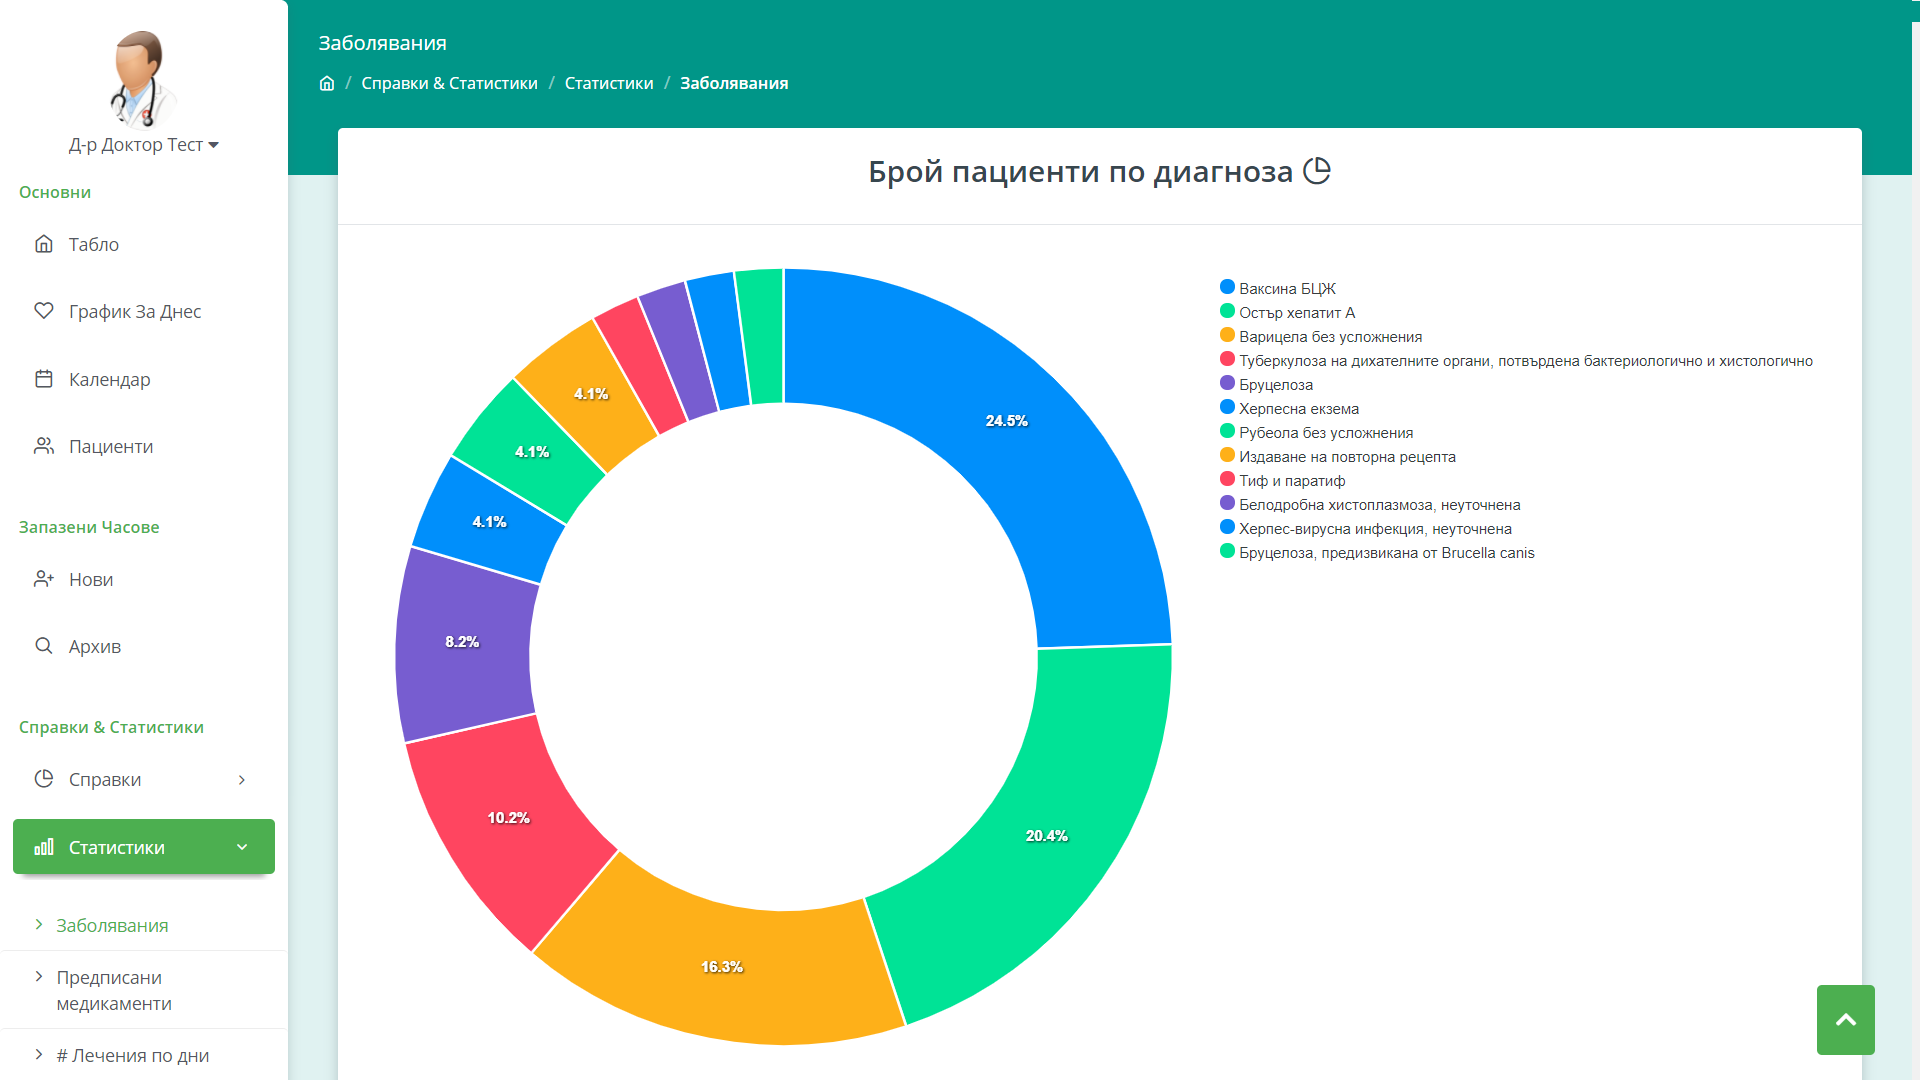 Д-р Доктор Тест
Основни
Табло
График За Днес
Календар
Пациенти
Запазени Часове
Нови
Архив
Справки & Статистики
Справки
Статистики
Заболявания
Предписани
медикаменти
# Лечения по дни
Заболявания
/ Справки & Статистики / Статистики / Заболявания
Брой пациенти по диагноза
24.5%
20.4%
16.3%
10.2%
8.2%
4.1%
4.1%
4.1%
Ваксина БЦЖ
Остър хепатит А
Варицела без усложнения
Туберкулоза на дихателните органи, потвърдена бактериологично и хистологично
Бруцелоза
Херпесна екзема
Рубеола без усложнения
Издаване на повторна рецепта
Тиф и паратиф
Белодробна хистоплазмоза, неуточнена
Херпес-вирусна инфекция, неуточнена
Бруцелоза, предизвикана от Brucella canis